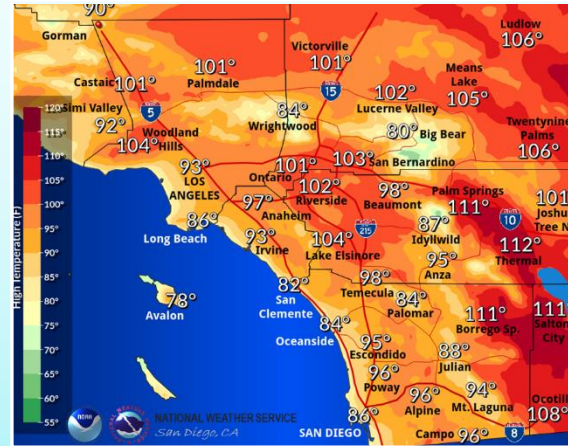 90°
Gorman
Ludlow
106°
Victorville
101°
Castaic
101°
101°
Palmdale
Means
Lake
105°
15
102°
Lucerne Valley
120°
115°
110°
105°
100°
95°
90°
85°
80°
75°
70°
65°
60°
55°
High Temperature (F)
Simi Valley
92°
5
84°
Wrightwood
80°
Big Bear
Twentynine
Palms
106°
104°
Woodland
Hills
93°
LOS
ANGELES
101°
Ontario
103°
San Bernardino
102°
Riverside
98°
Beaumont
Palm Springs
111°
101
Joshu
Tree N
10
97°
Anaheim
86°
Long Beach
215
87°
Idyllwild
93°
Irvine
104°
Lake Elsinore
112°
Thermal
95°
Anza
82°
San
Clemente
98°
Temecula
78°
Avalon
84°
Palomar
111°
Borrego Sp.
111°
Salton
City
84°
Oceanside
95°
Escondido
88°
Julian
96°
Poway
94°
Mt. Laguna
96°
Alpine
Ocotill
108°
NOAA
NATIONAL WEATHER SERVICE
San Diego, CA
86°
SAN DIEGO
Campo
96°
8